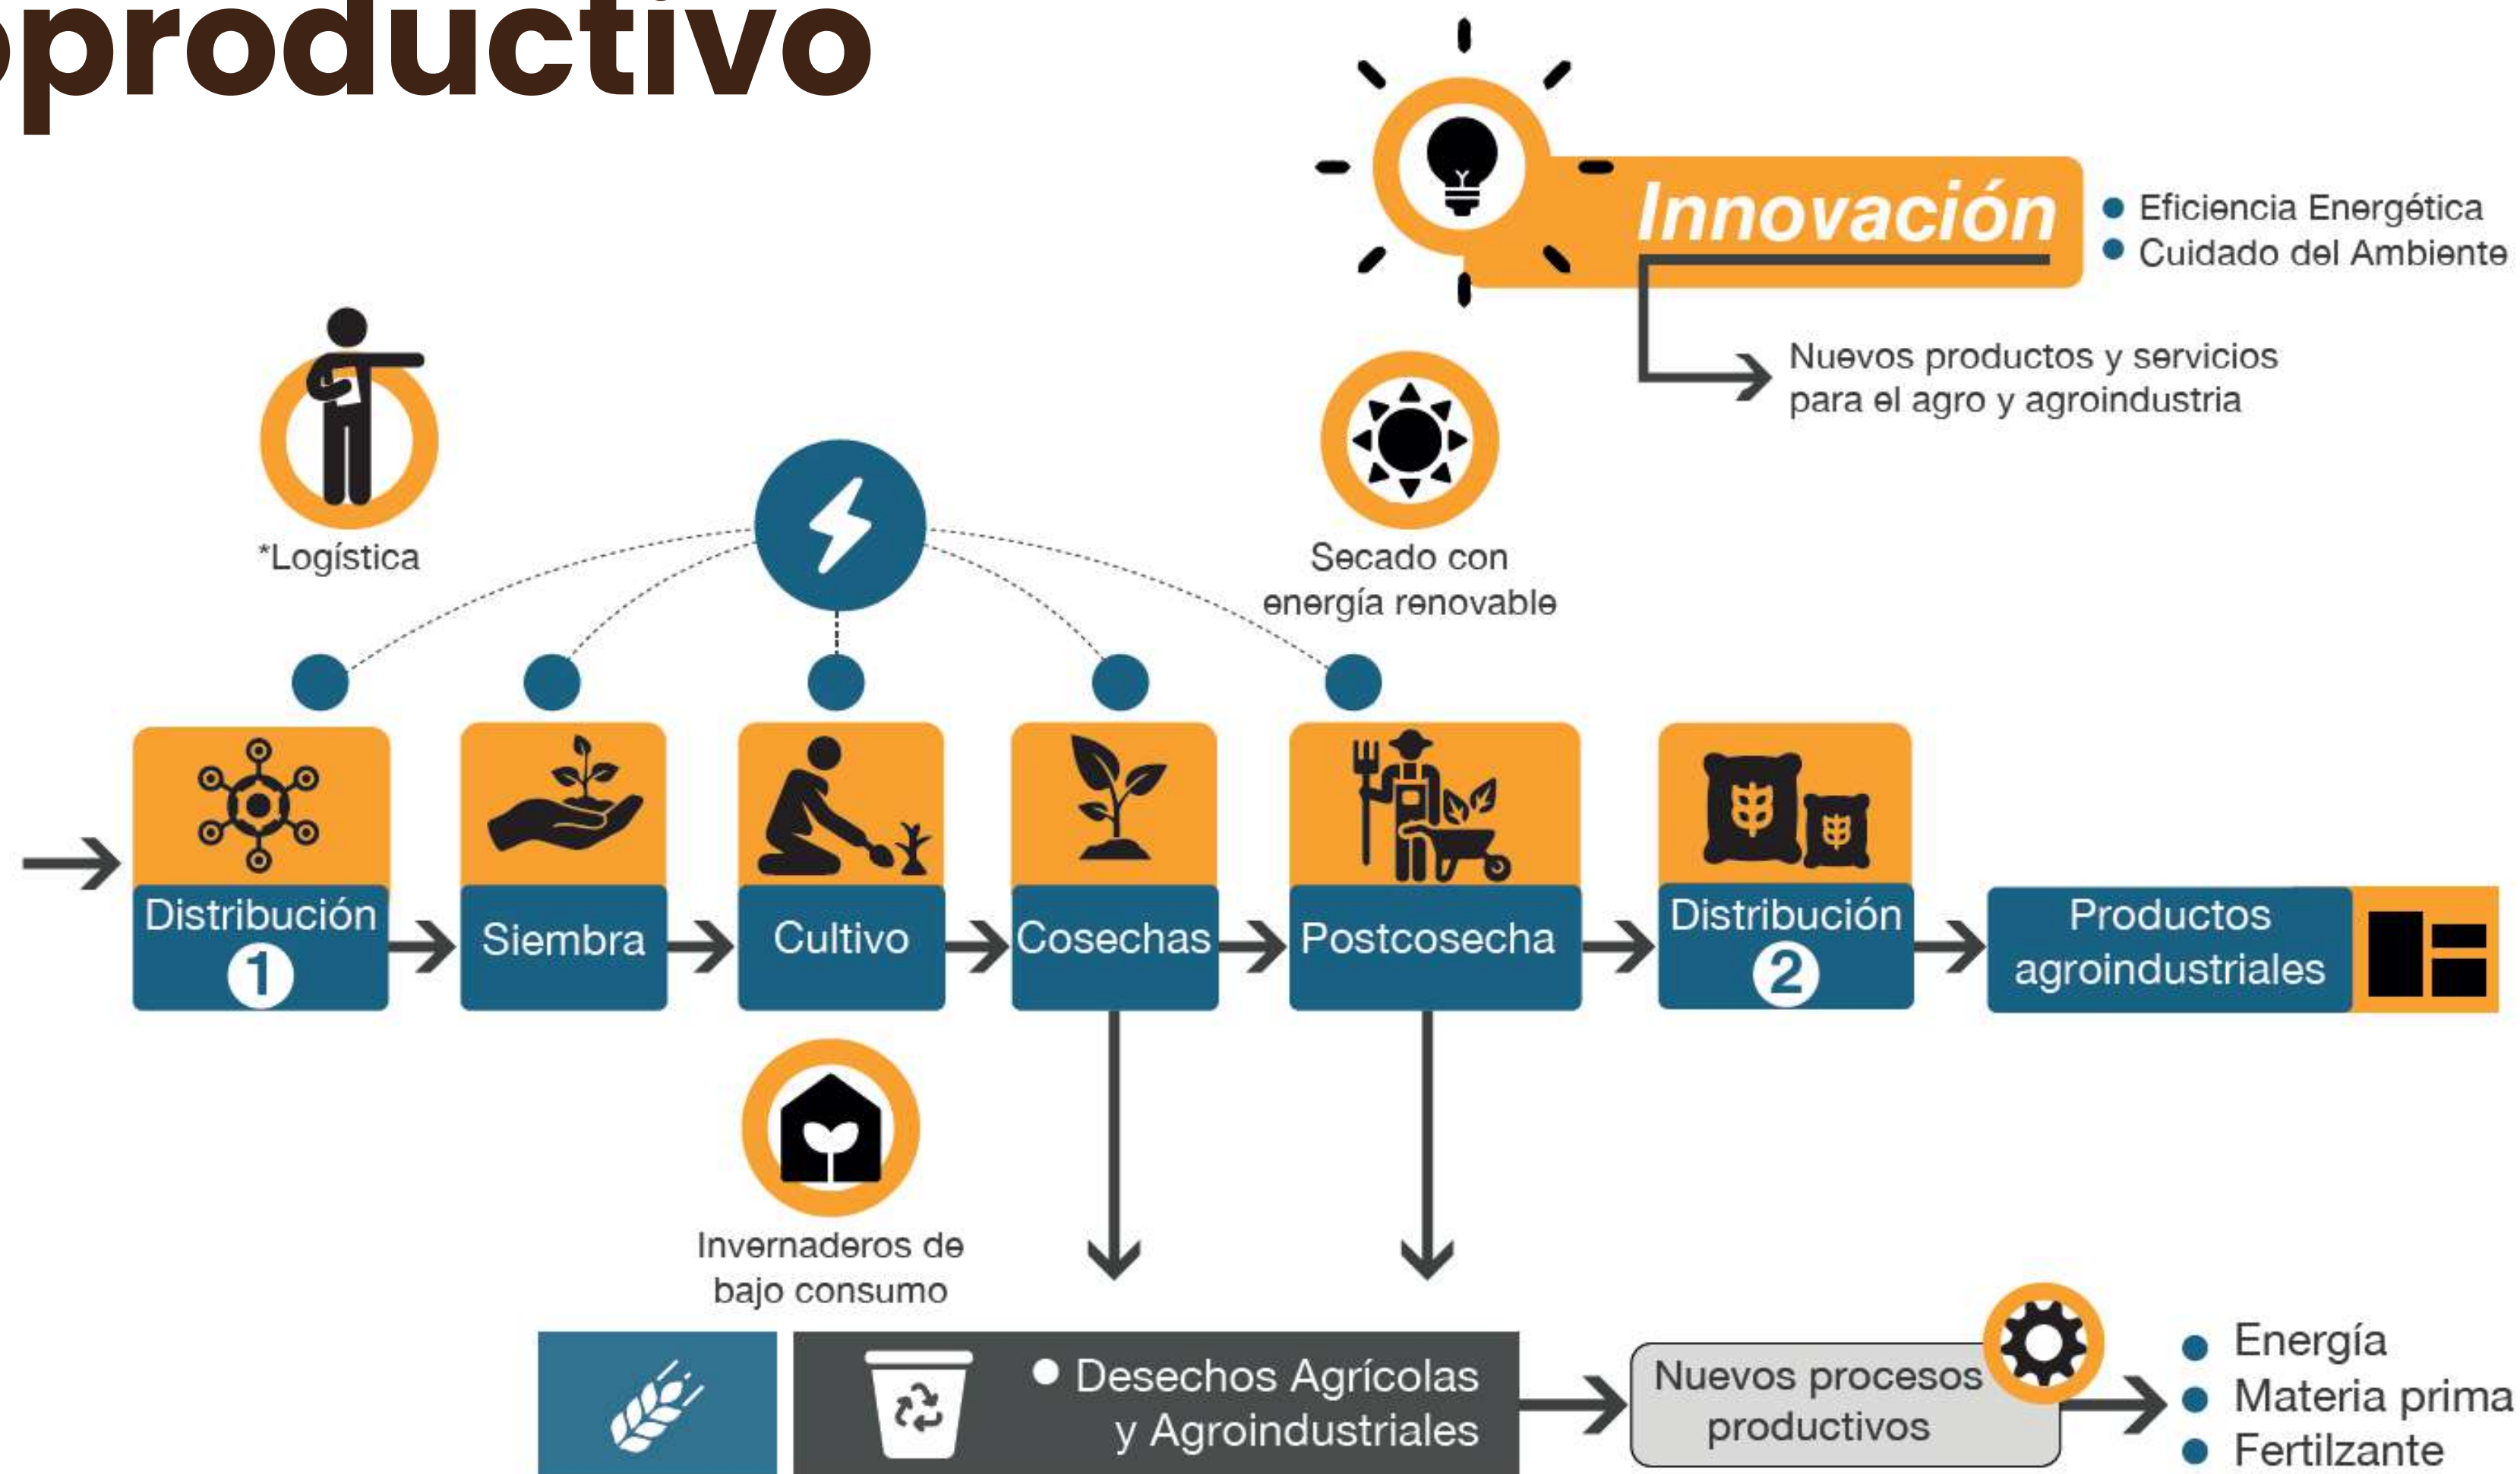 productivo
Innovación
• Eficiencia Energética
• Cuidado del Ambiente
Nuevos productos y servicios
para el agro y agroindustria
*Logística
Secado con
energía renovable
Distribución
1
Siembra
Cultivo
Cosechas
Postcosecha
Distribución
2
Productos
agroindustriales
Invernaderos de
bajo consumo
• Desechos Agrícolas
y Agroindustriales
Nuevos procesos
productivos
• Energía
• Materia prima
• Fertilzante